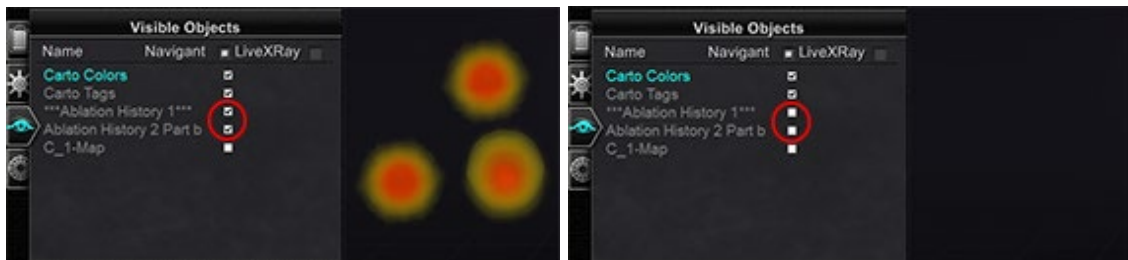 Visible Objects
Name Navigant LiveXRay
Carto Colors
Carto Tags
***Ablation History 1***
Ablation History 2 Part b
C_1-Map
Visible Objects
Name Navigant LiveXRay
Carto Colors
Carto Tags
***Ablation History 1***
Ablation History 2 Part b
C_1-Map